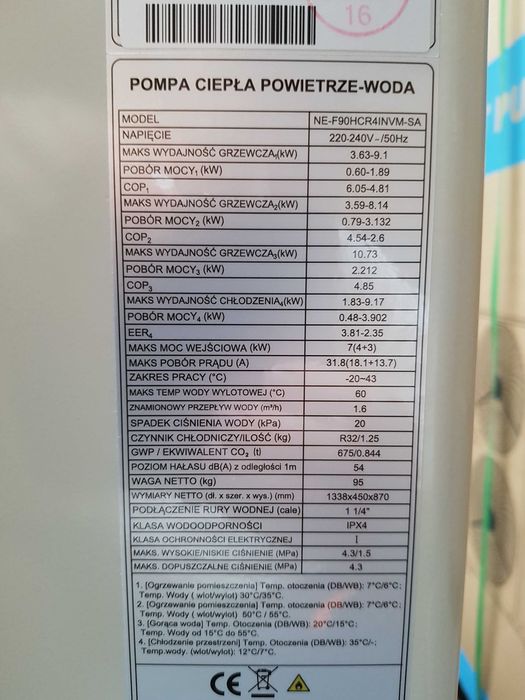 16
POMPA CIEPŁA POWIETRZE-WODA
MODEL NE-F90HCR4INVM-SA
NAPIĘCIE 220-240V~/50Hz
MAKS WYDAJNOŚĆ GRZEWCZA₁(kW) 3.63-9.1
POBÓR MOCY₁ (kW) 0.60-1.89
COP₁ 6.05-4.81
MAKS WYDAJNOŚĆ GRZEWCZA₂(kW) 3.59-8.14
POBÓR MOCY₂ (kW) 0.79-3.132
COP₂ 4.54-2.6
MAKS WYDAJNOŚĆ GRZEWCZA₃(kW) 10.73
POBÓR MOCY₃ (kW) 2.212
COP₃ 4.85
MAKS WYDAJNOŚĆ CHŁODZENIA₄(kW) 1.83-9.17
POBÓR MOCY₄ (kW) 0.48-3.902
EER₄ 3.81-2.35
MAKS MOC WEJŚCIOWA (kW) 7(4+3)
MAKS POBÓR PRĄDU (A) 31.8(18.1+13.7)
ZAKRES PRACY (°C) -20~43
MAKS TEMP WODY WYLOTOWEJ (°C) 60
ZNAMIONOWY PRZEPŁYW WODY (m³/h) 1.6
SPADEK CIŚNIENIA WODY (kPa) 20
CZYNNIK CHŁODNICZY/ILOŚĆ (kg) R32/1.25
GWP / EKWIWALENT CO₂ (t) 675/0.844
POZIOM HAŁASU dB(A) z odległości 1m 54
WAGA NETTO (kg) 95
WYMIARY NETTO (dł. x szer. x wys.) (mm) 1338x450x870
PODŁĄCZENIE RURY WODNEJ (cale) 1 1/4"
KLASA WODOODPORNOŚCI IPX4
KLASA OCHRONNOŚCI ELEKTRYCZNEJ I
MAKS. WYSOKIE/NISKIE CIŚNIENIE (MPa) 4.3/1.5
MAKS. DOPUSZCZALNE CIŚNIENIE (MPa) 4.3
1. [Ogrzewanie pomieszczenia] Temp. otoczenia (DB/WB): 7°C/6°C;
Temp. Wody ( wlot/wylot) 30°C/35°C.
2. [Ogrzewanie pomieszczenia] Temp. Otoczenia (DB/WB): 7°C/6°C;
Temp. Wody ( wlot/wylot) 50°C / 55°C.
3. [Gorąca woda] Temp. Otoczenia (DB/WB): 20°C/15°C;
Temp. Wody od 15°C do 55°C.
4. [Chłodzenie przestrzeni] Temp. Otoczenia (DB/WB): 35°C/-;
Temp.wody. (wlot/wylot): 12°C/7°C.
CE